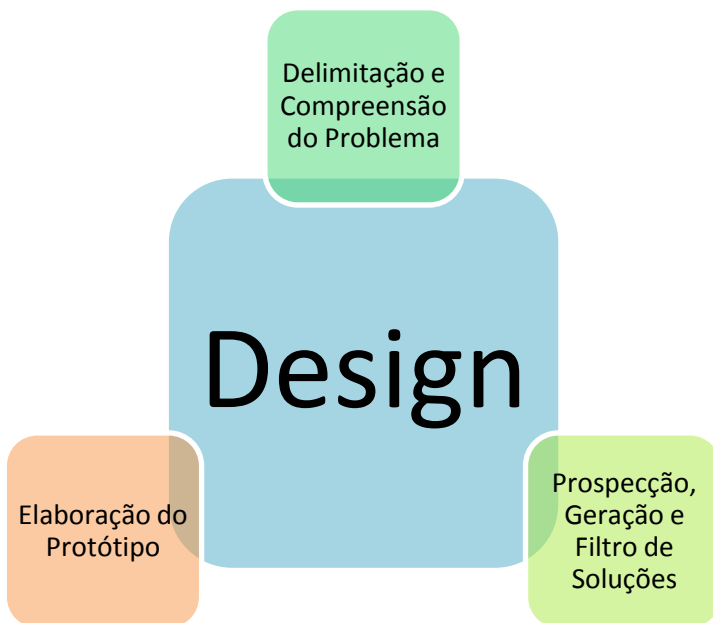 Delimitação e
Compreensão
do Problema
Design
Elaboração do
Protótipo
Prospecção,
Geração e
Filtro de
Soluções